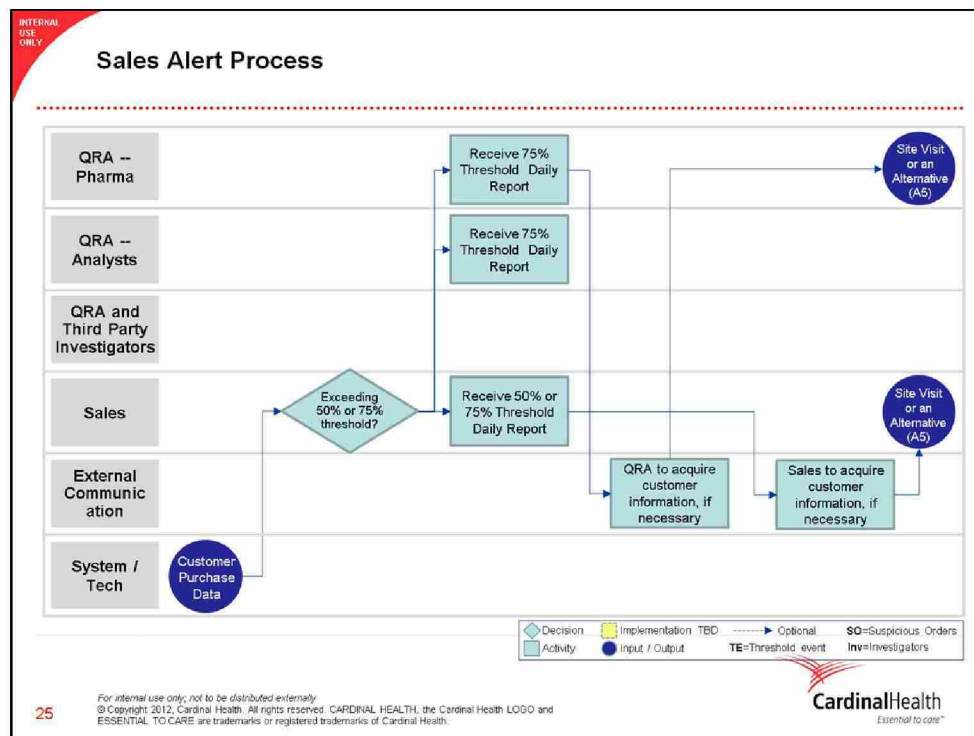 INTERNAL
USE
ONLY
Sales Alert Process
QRA --
Pharma
Receive 75%
Threshold Daily
Report
Site Visit
or an
Alternative
(A5)
QRA --
Analysts
Receive 75%
Threshold Daily
Report
QRA and
Third Party
Investigators
Sales
Exceeding
50% or 75%
threshold?
Receive 50% or
75% Threshold
Daily Report
Site Visit
or an
Alternative
(A5)
External
Communic
ation
QRA to acquire
customer
information, if
necessary
Sales to acquire
customer
information, if
necessary
System /
Tech
Customer
Purchase
Data
Decision
Implementation TBD
Optional
SO=Suspicious Orders
Activity
Input / Output
TE=Threshold event
Inv=Investigators
25
For internal use only; not to be distributed externally
© Copyright 2012, Cardinal Health. All rights reserved. CARDINAL HEALTH, the Cardinal Health LOGO and
ESSENTIAL TO CARE are trademarks or registered trademarks of Cardinal Health.
CardinalHealth
Essential to care™